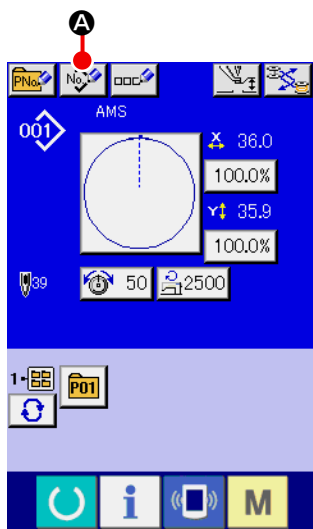 A
PNo. No.
AMS
001
X 36.0
100.0%
Y 35.9
100.0%
39 50 2500
1-
P01
i M